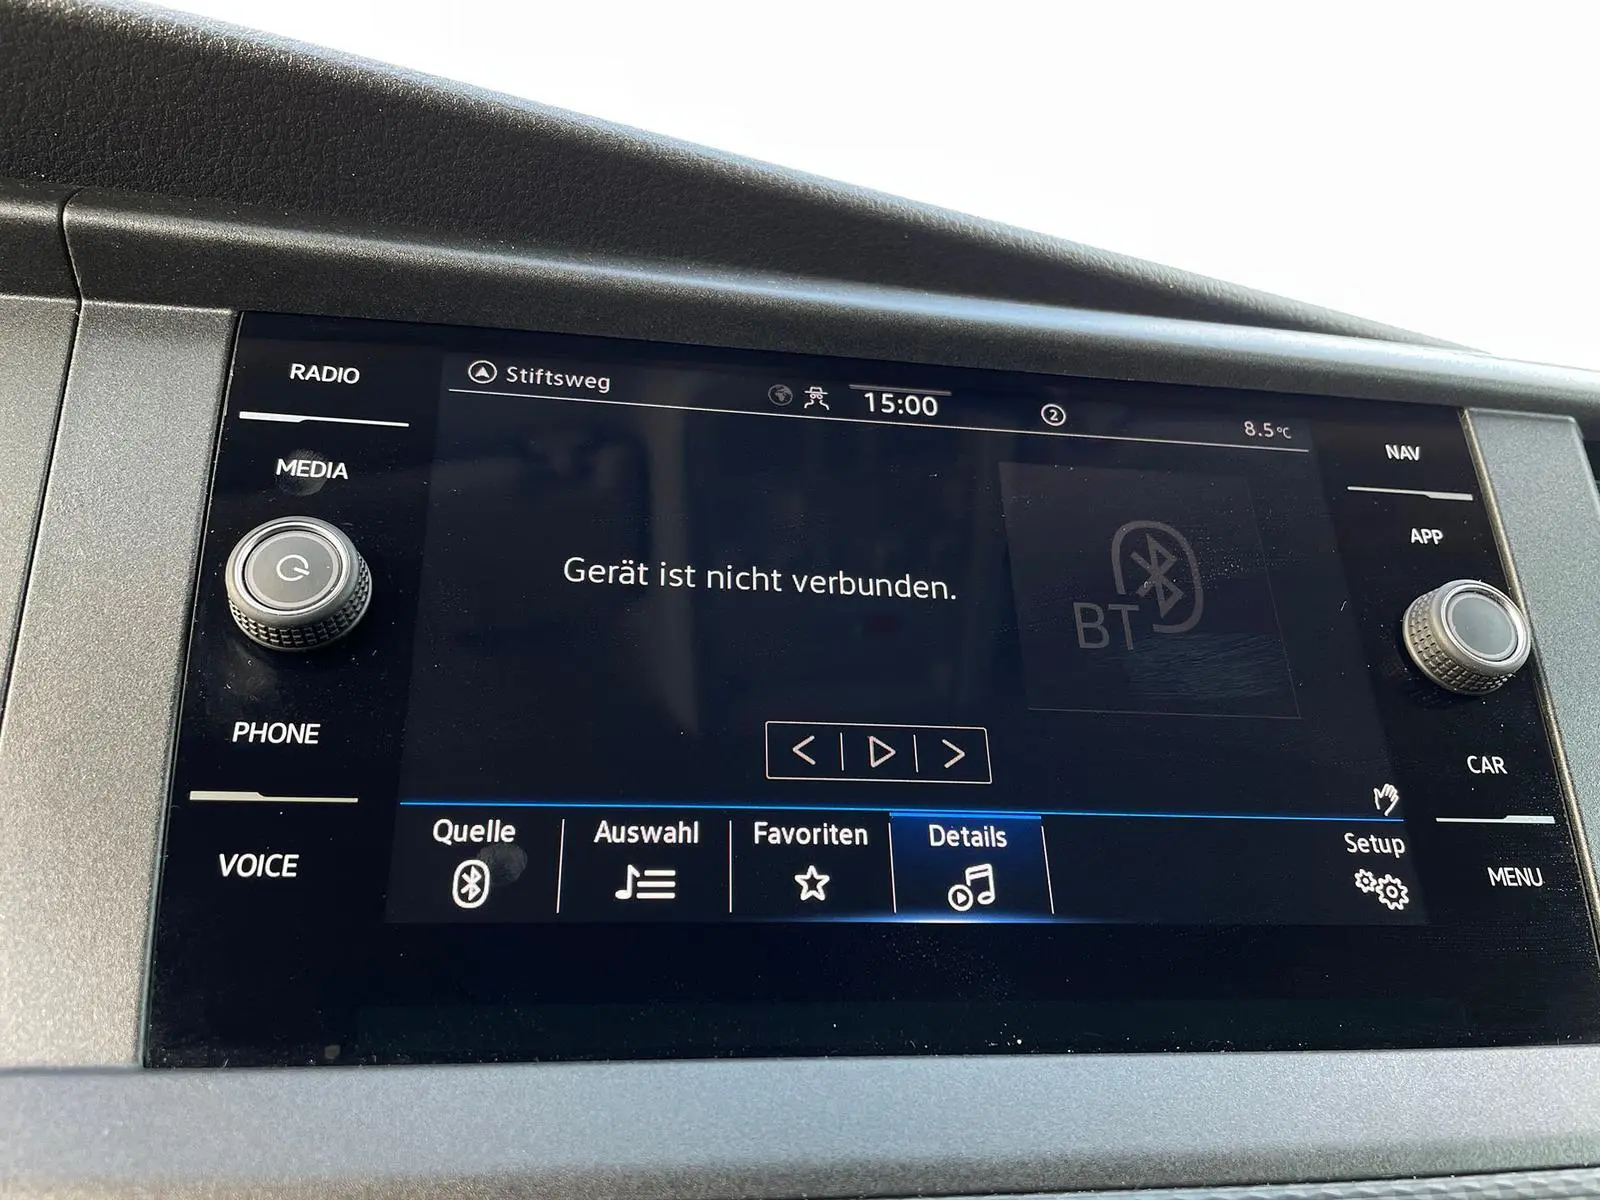 RADIO
MEDIA
PHONE
VOICE
Stiftsweg
15:00
2
8.5°C
Gerät ist nicht verbunden.
BT
Quelle
Auswahl
Favoriten
Details
Setup
NAV
APP
CAR
MENU